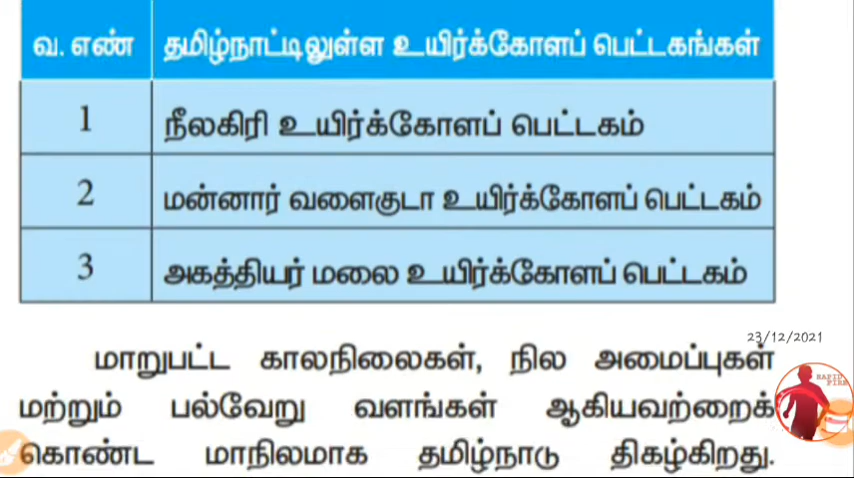 வ. எண் தமிழ்நாட்டிலுள்ள உயிர்க்கோளப் பெட்டகங்கள்
1 நீலகிரி உயிர்க்கோளப் பெட்டகம்
2 மன்னார் வளைகுடா உயிர்க்கோளப் பெட்டகம்
3 அகத்தியர் மலை உயிர்க்கோளப் பெட்டகம்
23/12/2021
மாறுபட்ட காலநிலைகள், நில அமைப்புகள்
மற்றும் பல்வேறு வளங்கள் ஆகியவற்றைக்
கொண்ட மாநிலமாக தமிழ்நாடு திகழ்கிறது.